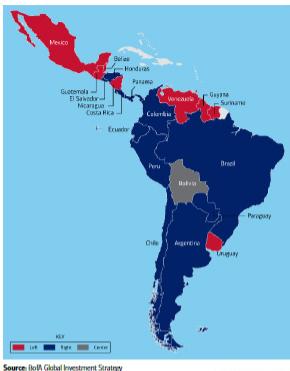 Mexico
Belize
Honduras
Panama
Guatemala
El Salvador
Nicaragua
Costa Rica
Venezuela
Guyana
Suriname
Colombia
Ecuador
Brazil
Peru
Bolivia
Paraguay
Chile
Argentina
Uruguay
KEY
Left
Right
Center
Source: BofA Global Investment Strategy